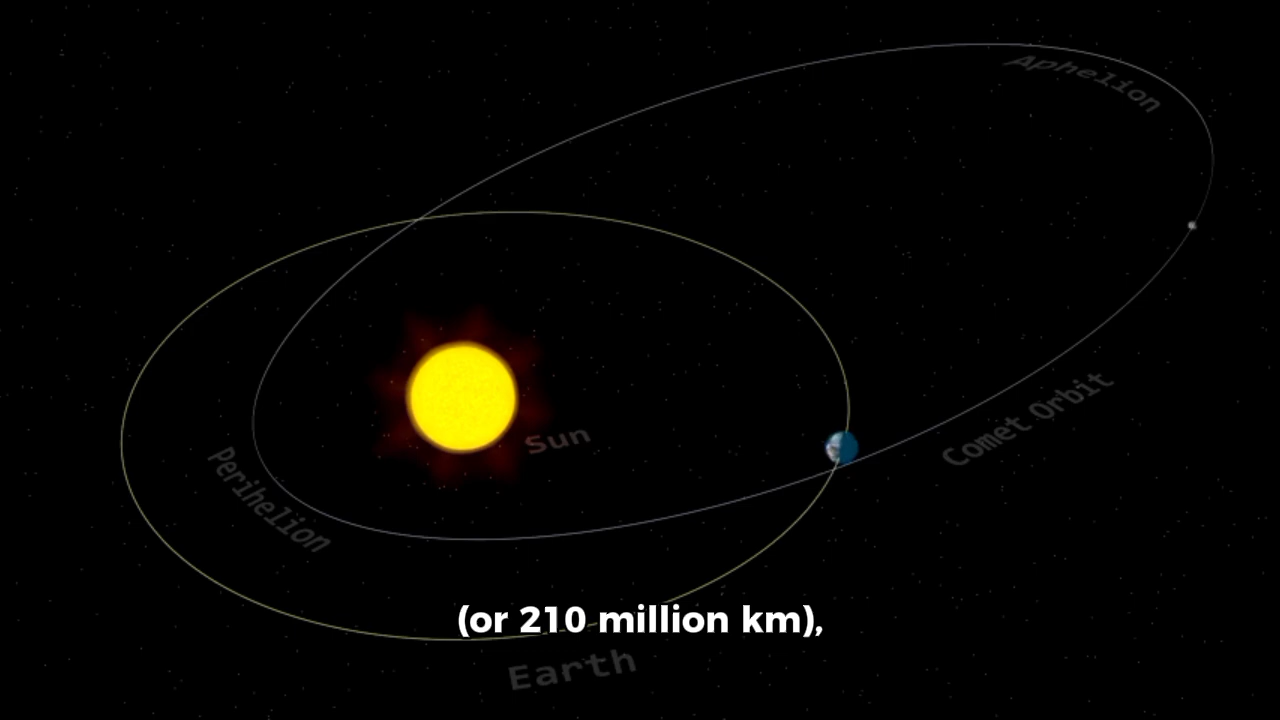 Aphelion
Comet Orbit
Sun
Perihelion
(or 210 million km),
Earth